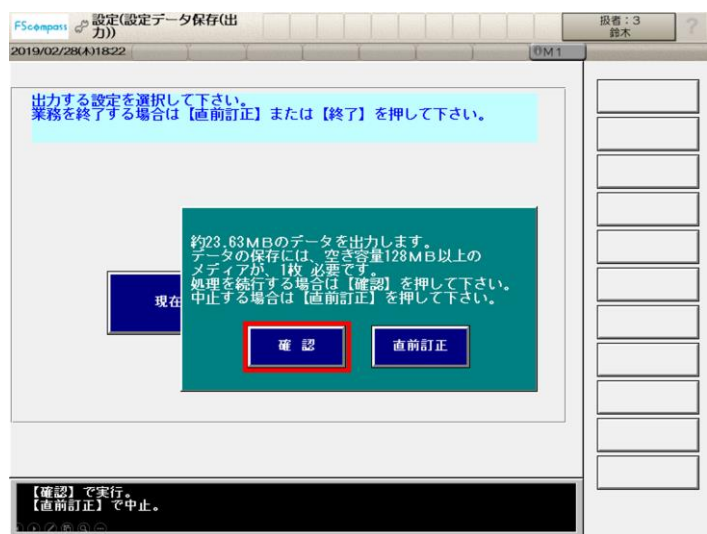 FScompass 設定(設定データ保存(出
力))
扱者：3
鈴木
?
2019/02/28(木)18:22
0M1
出力する設定を選択して下さい。
業務を終了する場合は【直前訂正】または【終了】を押して下さい。
約23.63MBのデータを出力します。
データの保存には、空き容量128MB以上の
メディアが、1枚 必要です。
処理を続行する場合は【確認】を押して下さい。
中止する場合は【直前訂正】を押して下さい。
現在
確 認
直前訂正
【確認】で実行。
【直前訂正】で中止。